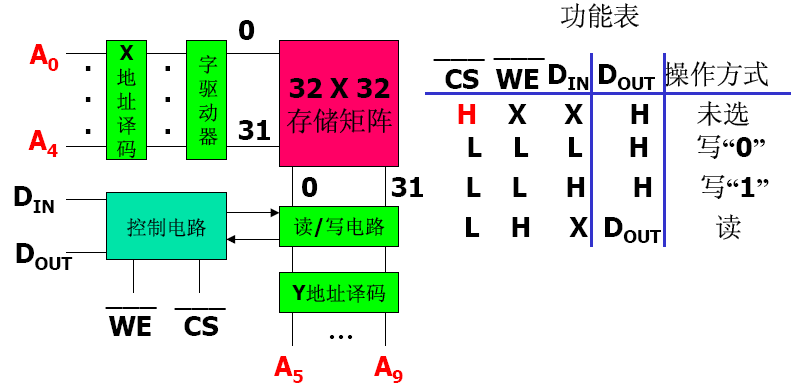 功能表
CS WE DIN DOUT 操作方式
H X X H 未选
L L L H 写“0”
L L H H 写“1”
L H X DOUT 读
A0
A4
X
地
址
译
码
字
驱
动
器
0
31
32 X 32
存储矩阵
0 31
DIN
DOUT
控制电路
读/写电路
Y地址译码
WE CS
A5 ... A9